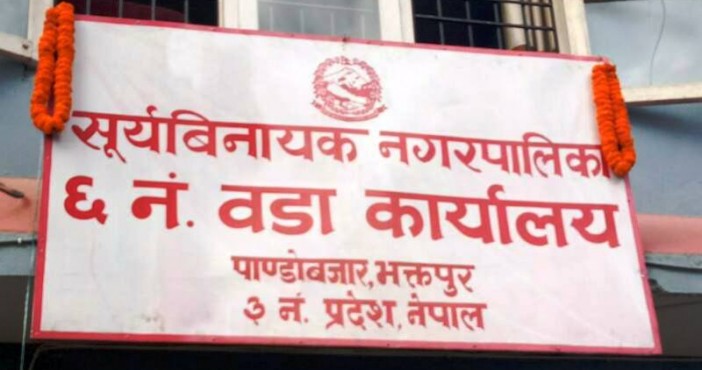 सूर्यबिनायक नगरपालिका
६ नं. वडा कार्यालय
पाण्डोबजार, भक्तपुर
३ नं. प्रदेश, नेपाल